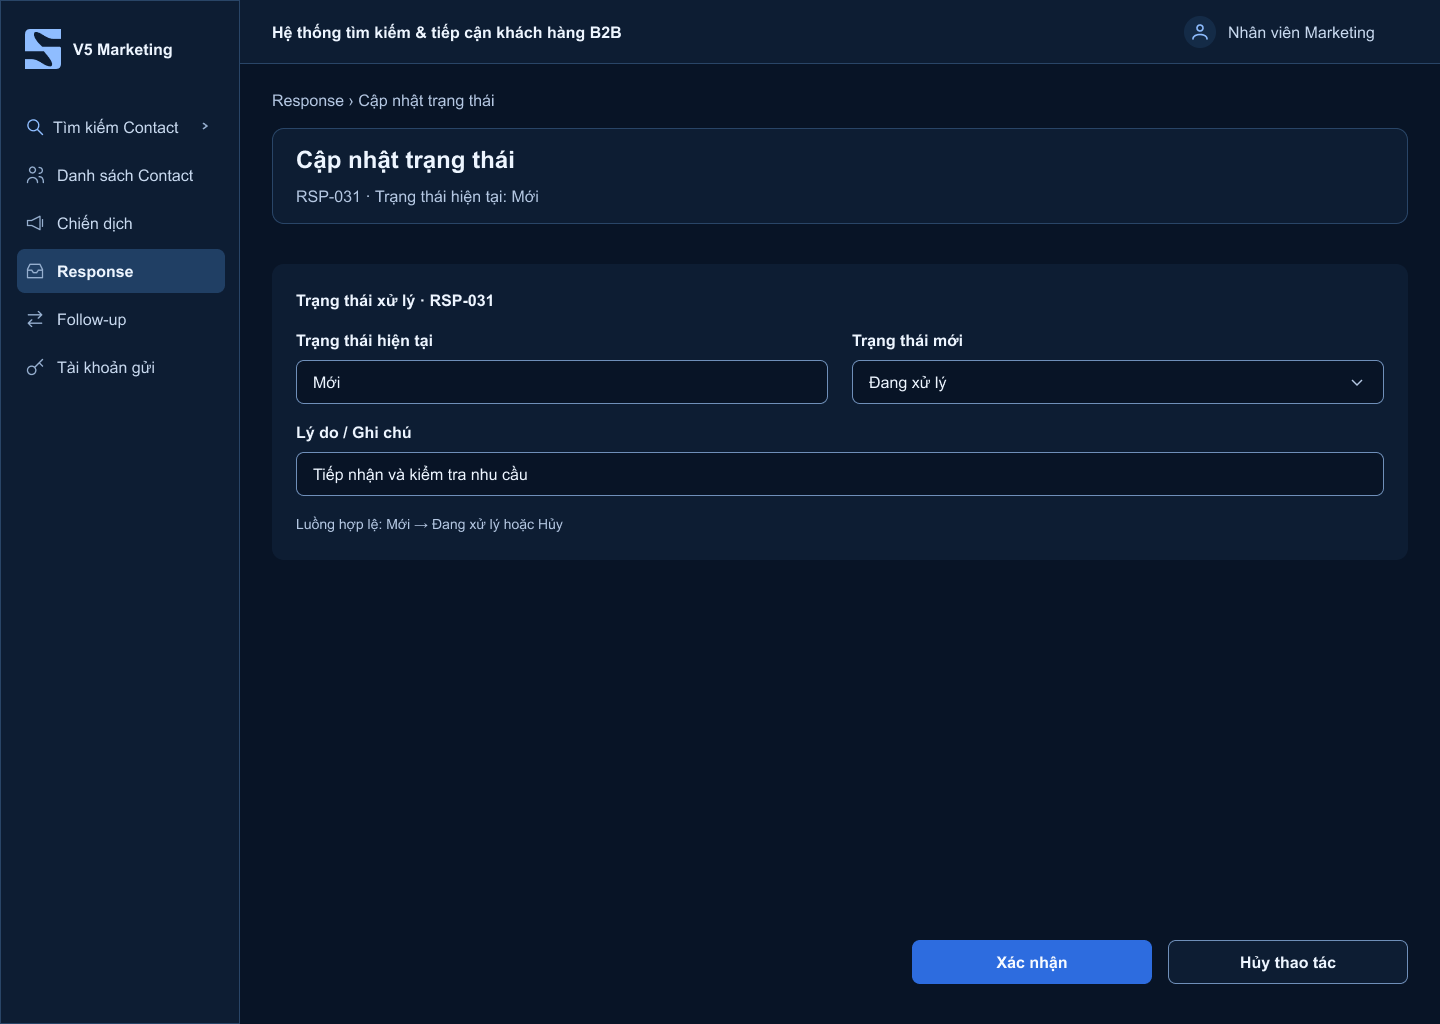 V5 Marketing
Tìm kiếm Contact
Danh sách Contact
Chiến dịch
Response
Follow-up
Tài khoản gửi
Hệ thống tìm kiếm & tiếp cận khách hàng B2B
Nhân viên Marketing
Response › Cập nhật trạng thái
Cập nhật trạng thái
RSP-031 · Trạng thái hiện tại: Mới
Trạng thái xử lý · RSP-031
Trạng thái hiện tại
Trạng thái mới
Mới
Đang xử lý
Lý do / Ghi chú
Tiếp nhận và kiểm tra nhu cầu
Luồng hợp lệ: Mới → Đang xử lý hoặc Hủy
Xác nhận
Hủy thao tác